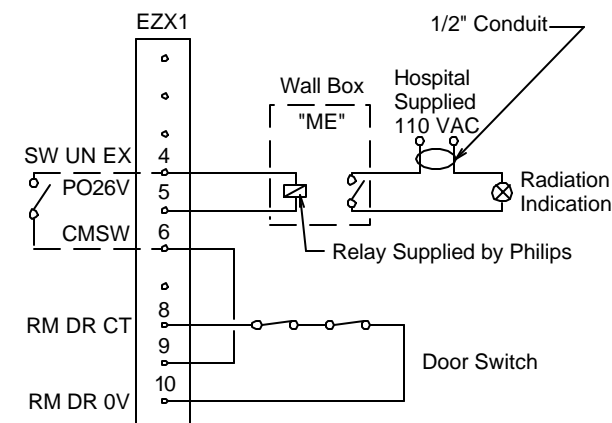 EZX1
1/2" Conduit
Wall Box
"ME"
Hospital
Supplied
110 VAC
SW UN EX
4
PO26V
5
CMSW
6
Radiation
Indication
Relay Supplied by Philips
RM DR CT
8
9
Door Switch
RM DR 0V
10